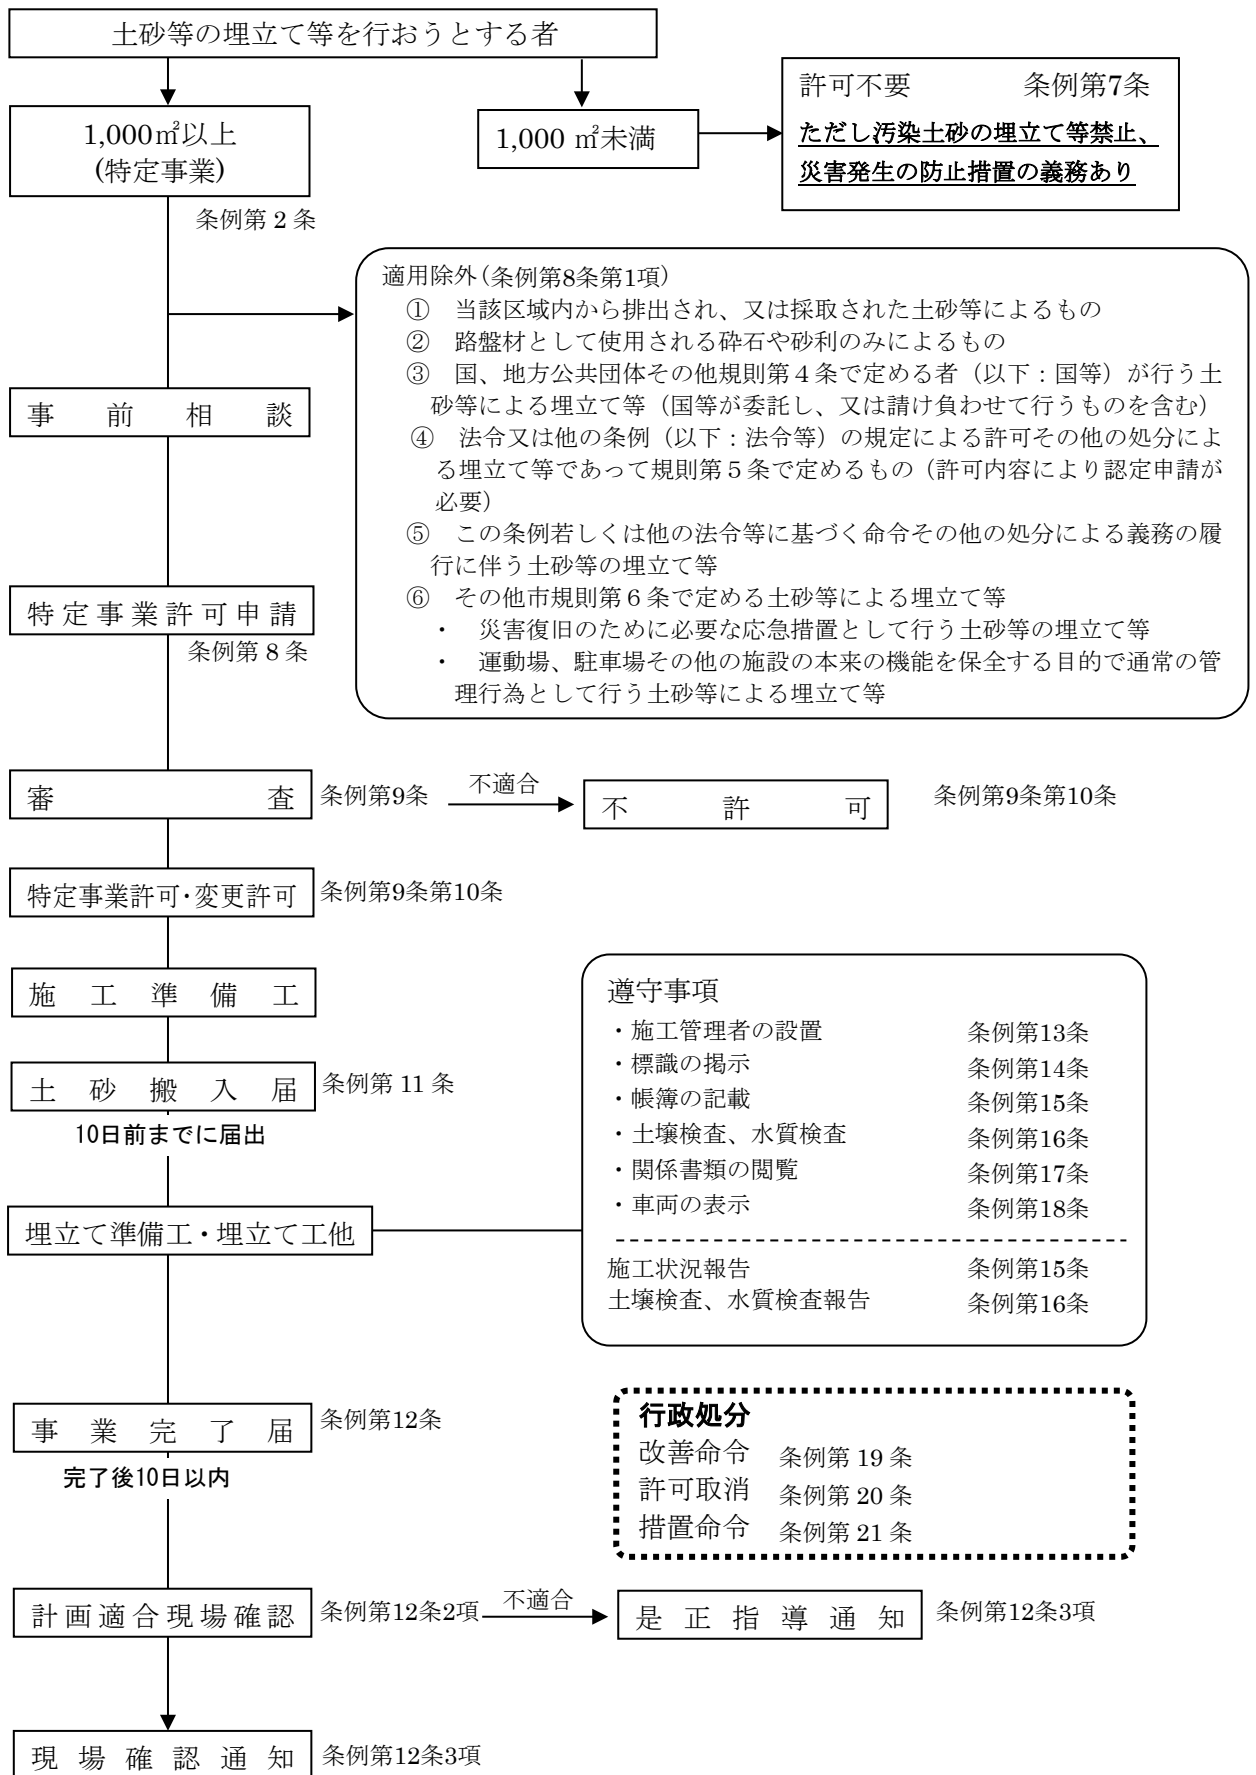 土砂等の埋立て等を行おうとする者
1,000㎡以上
(特定事業)
条例第 2 条
1,000 ㎡未満
許可不要 条例第7条
ただし汚染土砂の埋立て等禁止、
災害発生の防止措置の義務あり
適用除外(条例第8条第1項)
① 当該区域内から排出され、又は採取された土砂等によるもの
② 路盤材として使用される砕石や砂利のみによるもの
③ 国、地方公共団体その他規則第４条で定める者（以下：国等）が行う土
砂等による埋立て等（国等が委託し、又は請け負わせて行うものを含む）
④ 法令又は他の条例（以下：法令等）の規定による許可その他の処分によ
る埋立て等であって規則第５条で定めるもの（許可内容により認定申請が
必要）
⑤ この条例若しくは他の法令等に基づく命令その他の処分による義務の履
行に伴う土砂等の埋立て等
⑥ その他市規則第６条で定める土砂等による埋立て等
・ 災害復旧のために必要な応急措置として行う土砂等の埋立て等
・ 運動場、駐車場その他の施設の本来の機能を保全する目的で通常の管
理行為として行う土砂等による埋立て等
事前相談
特定事業許可申請
条例第 8 条
審査 条例第9条
不適合
不許可 条例第9条第10条
特定事業許可・変更許可 条例第9条第10条
施工準備工
土砂搬入届 条例第 11 条
10日前までに届出
埋立て準備工・埋立て工他
遵守事項
・施工管理者の設置 条例第13条
・標識の掲示 条例第14条
・帳簿の記載 条例第15条
・土壌検査、水質検査 条例第16条
・関係書類の閲覧 条例第17条
・車両の表示 条例第18条
施工状況報告 条例第15条
土壌検査、水質検査報告 条例第16条
事業完了届 条例第12条
完了後10日以内
行政処分
改善命令 条例第 19 条
許可取消 条例第 20 条
措置命令 条例第 21 条
計画適合現場確認 条例第12条2項
不適合
是正指導通知 条例第12条3項
現場確認通知 条例第12条3項